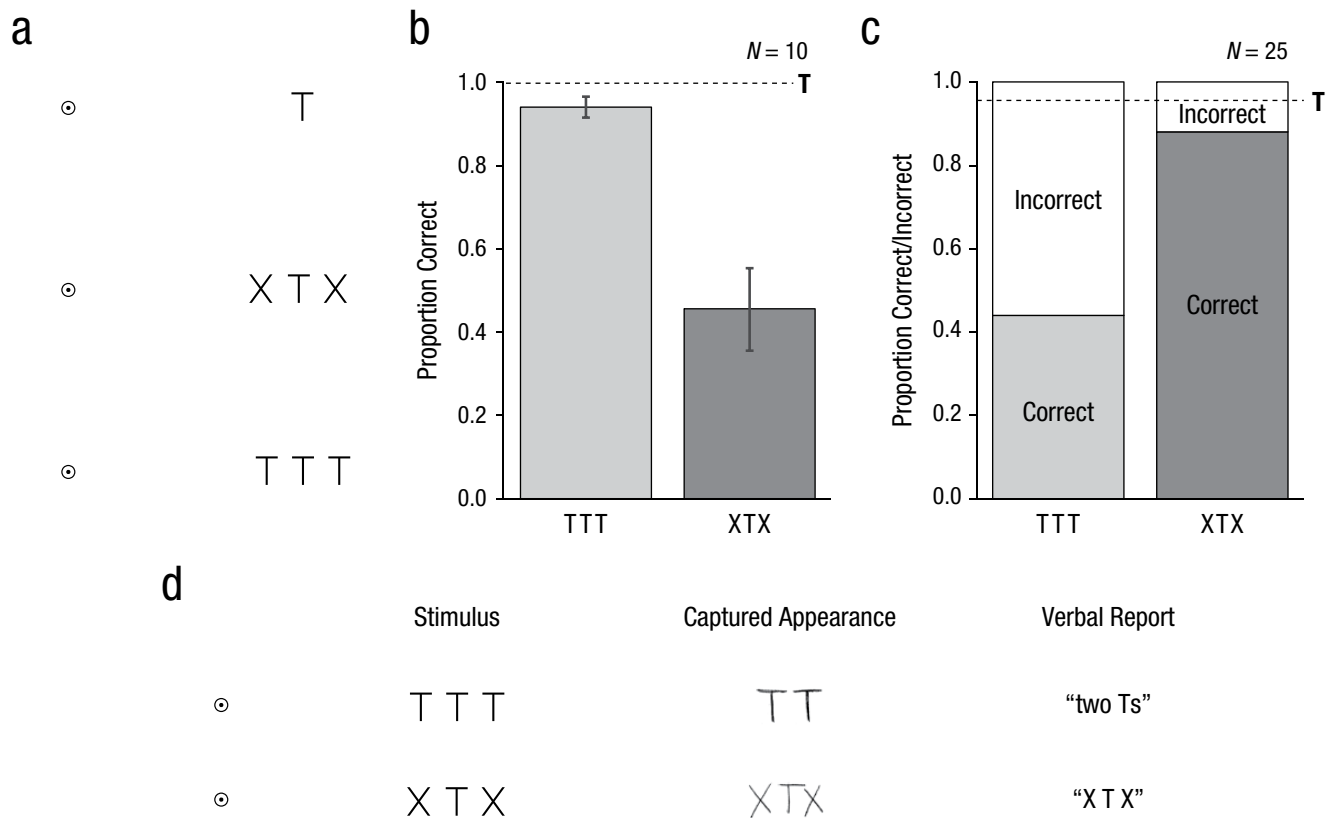 a
T
X T X
T T T
b
N = 10
Proportion Correct
1.0
0.8
0.6
0.4
0.2
0.0
T
TTT
XTX
c
N = 25
Proportion Correct/Incorrect
1.0
0.8
0.6
0.4
0.2
0.0
T
Incorrect
Correct
Incorrect
Correct
TTT
XTX
d
Stimulus Captured Appearance Verbal Report
T T T T T “two Ts”
X T X X T X “X T X”